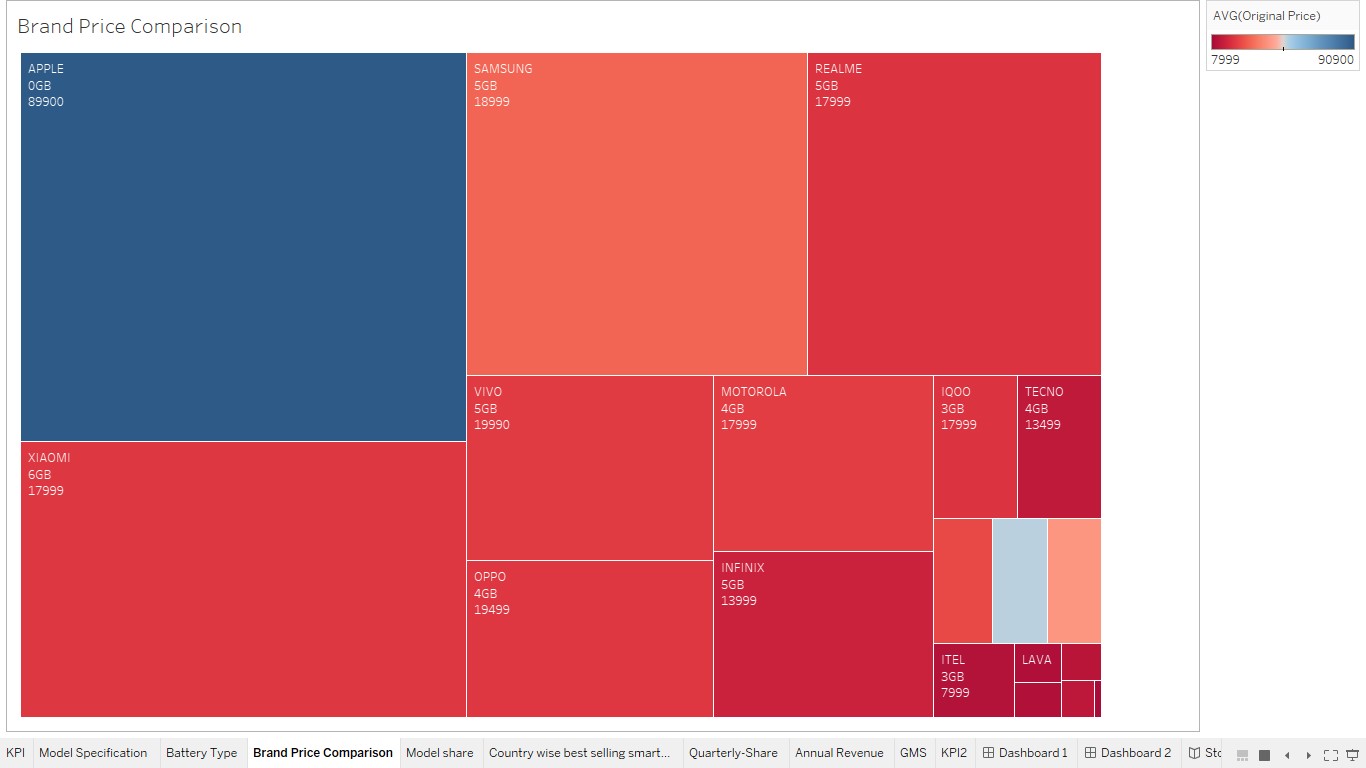 Brand Price Comparison
APPLE
0GB
89900
SAMSUNG
5GB
18999
REALME
5GB
17999
XIAOMI
6GB
17999
VIVO
5GB
19990
MOTOROLA
4GB
17999
IQOO
3GB
17999
TECNO
4GB
13499
OPPO
4GB
19499
INFINIX
5GB
13999
ITEL
3GB
7999
LAVA
AVG(Original Price)
7999 90900
KPI Model Specification Battery Type Brand Price Comparison Model share Country wise best selling smart... Quarterly-Share Annual Revenue GMS KPI2 Dashboard 1 Dashboard 2 Sto